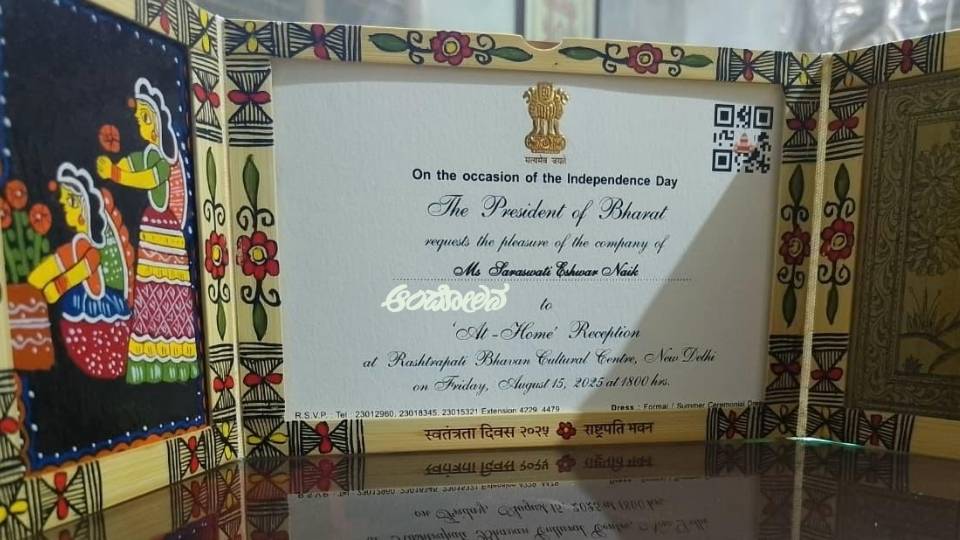 सत्यमेव जयते
On the occasion of the Independence Day
The President of Bharat
requests the pleasure of the company of
Ms Saraswati Eshwar Naik
ಆಂದೋಲನ
to
'At-Home' Reception
at Rashtrapati Bhavan Cultural Centre, New Delhi
on Friday, August 15, 2025 at 1800 hrs.
R.S.V.P. : Tel : 23012960, 23018345, 23015321 Extension 4229, 4479
Dress : Formal / Summer Ceremonial
स्वतंत्रता दिवस २०२५ राष्ट्रपति भवन